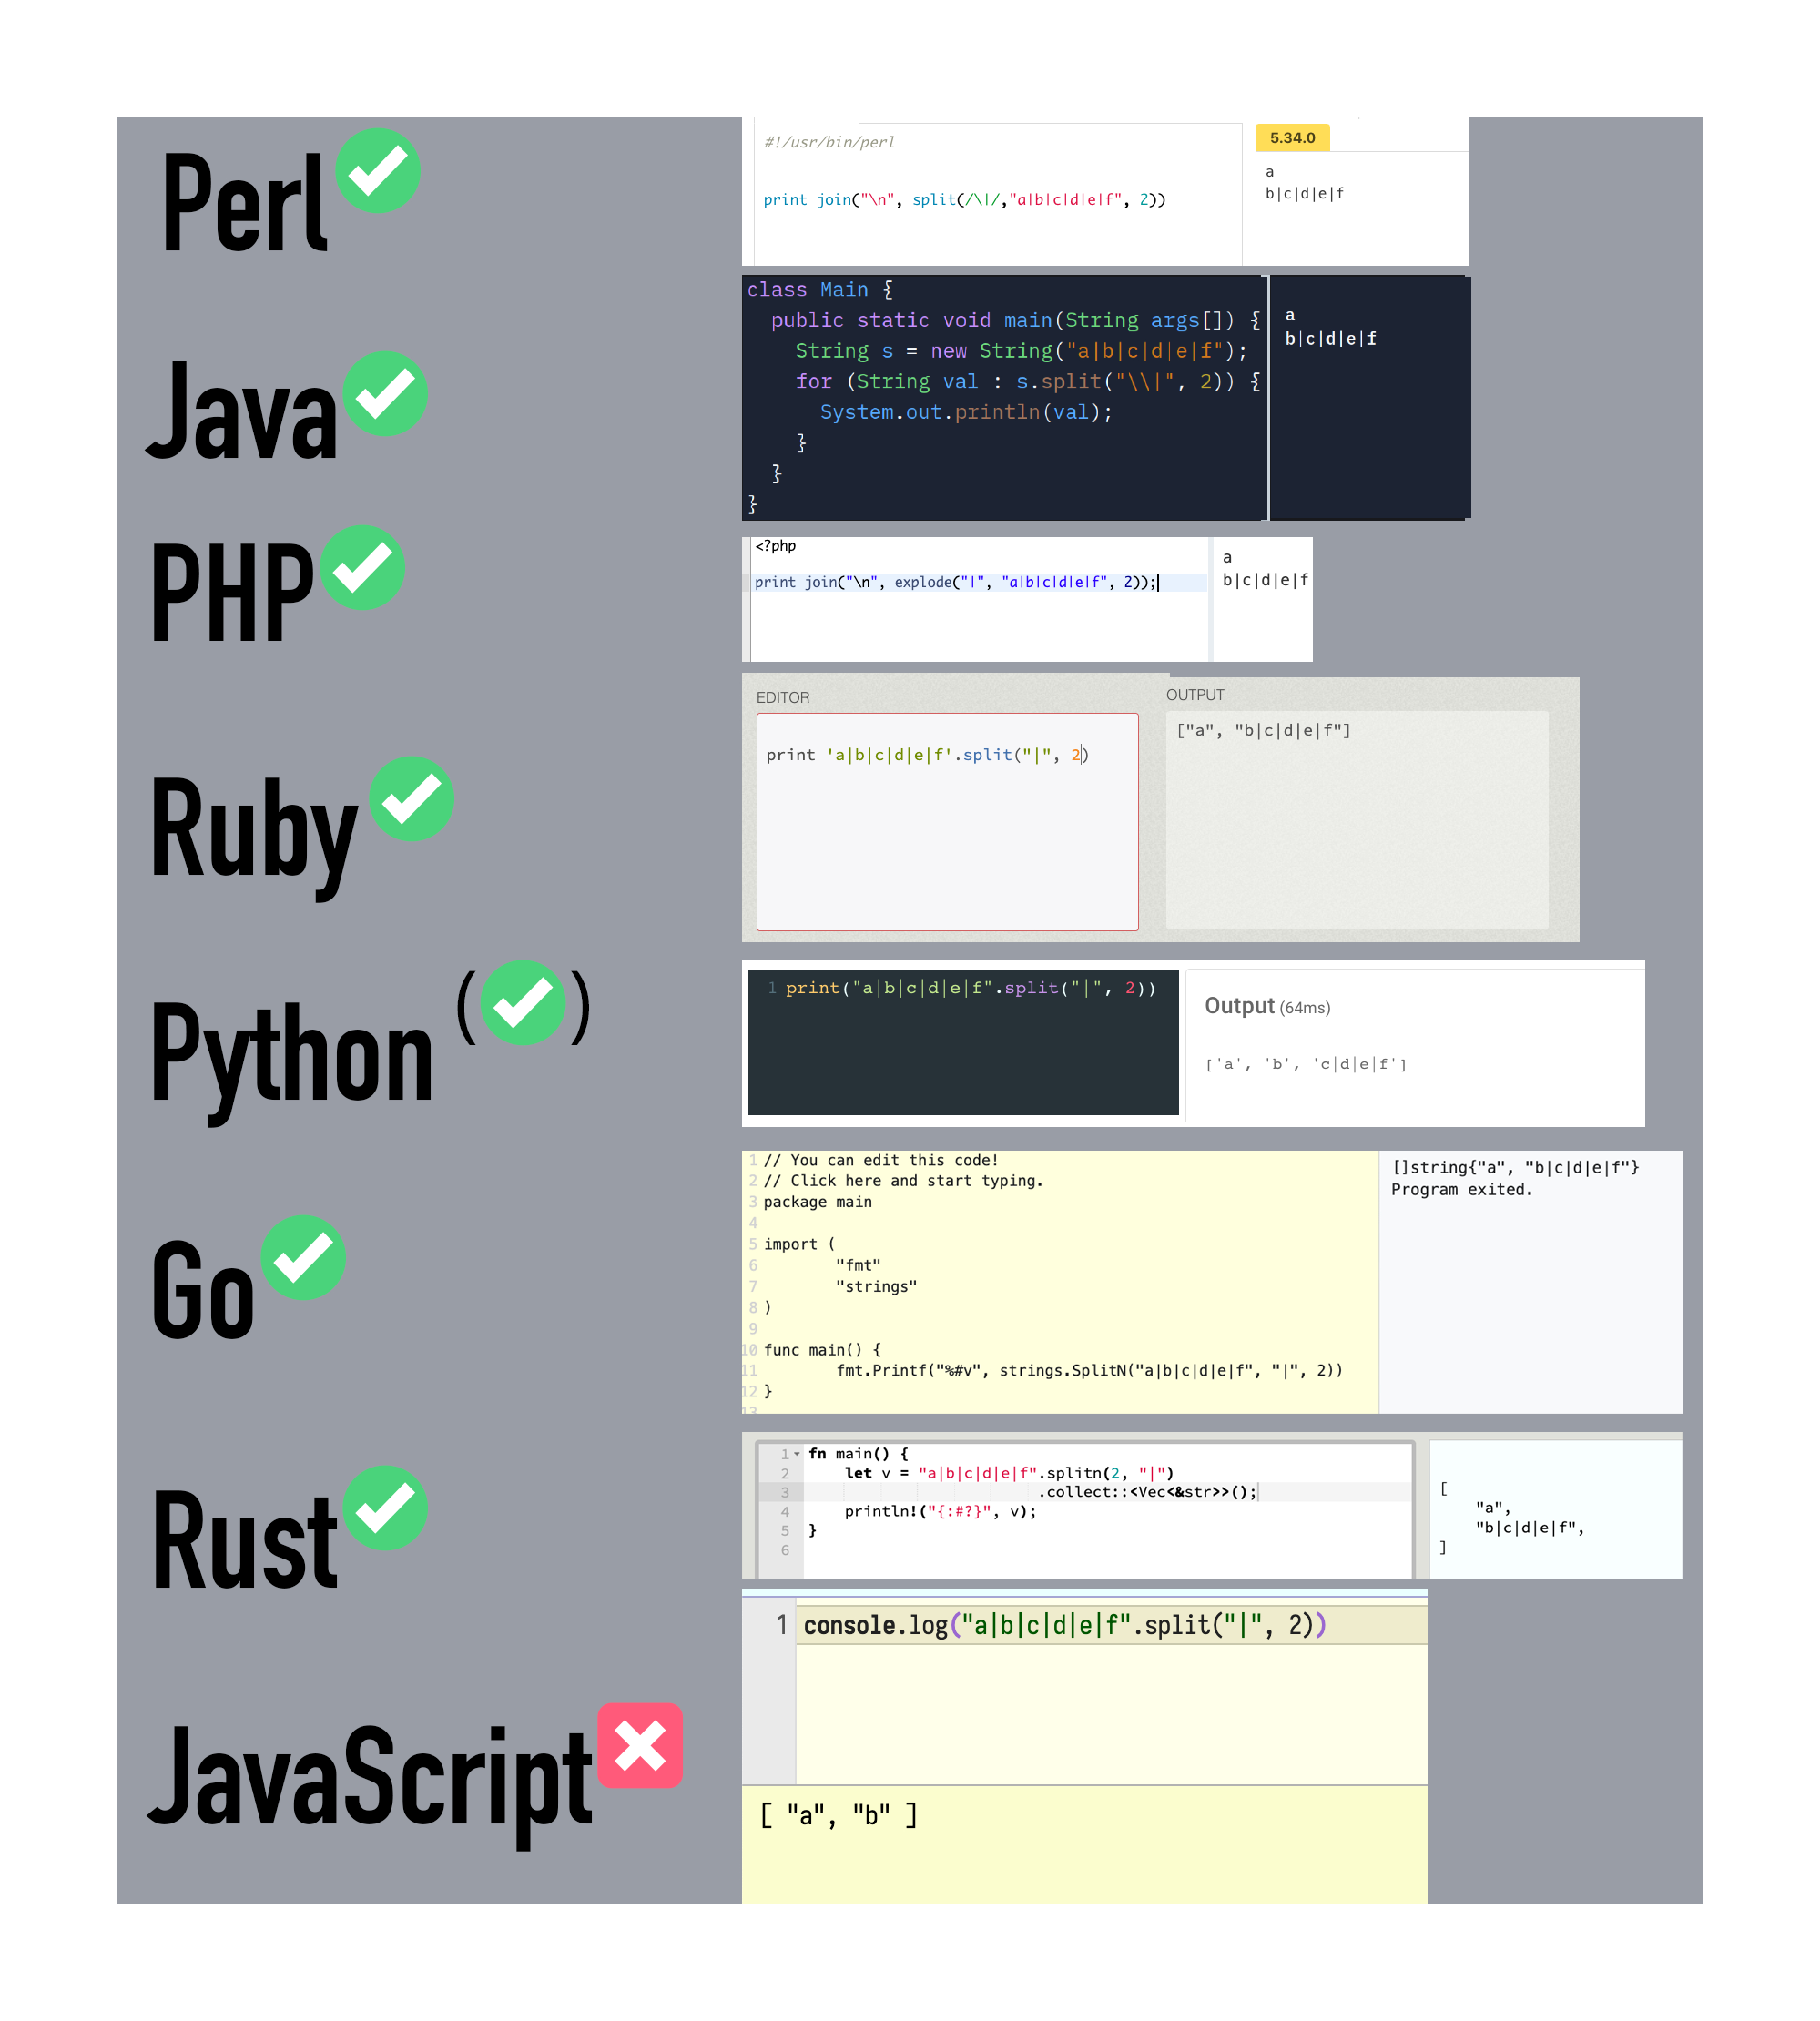 Perl
#!/usr/bin/perl
print join("\n", split(/\|/,"a|b|c|d|e|f", 2))
5.34.0
a
b|c|d|e|f
Java
class Main {
  public static void main(String args[]) {
    String s = new String("a|b|c|d|e|f");
    for (String val : s.split("\\|", 2)) {
      System.out.println(val);
    }
  }
}
a
b|c|d|e|f
PHP
<?php
print join("\n", explode("|", "a|b|c|d|e|f", 2));
a
b|c|d|e|f
Ruby
EDITOR
print 'a|b|c|d|e|f'.split("|", 2)
OUTPUT
["a", "b|c|d|e|f"]
Python ( )
1 print("a|b|c|d|e|f".split("|", 2))
Output (64ms)
['a', 'b', 'c|d|e|f']
Go
1 // You can edit this code!
2 // Click here and start typing.
3 package main
4
5 import (
6 "fmt"
7 "strings"
8 )
9
10 func main() {
11 fmt.Printf("%#v", strings.SplitN("a|b|c|d|e|f", "|", 2))
12 }
13
[]string{"a", "b|c|d|e|f"}
Program exited.
Rust
1 fn main() {
2 let v = "a|b|c|d|e|f".splitn(2, "|")
3 .collect::<Vec<&str>>();
4 println!("{:#?}", v);
5 }
6
[
"a",
"b|c|d|e|f",
]
JavaScript
1 console.log("a|b|c|d|e|f".split("|", 2))
[ "a", "b" ]